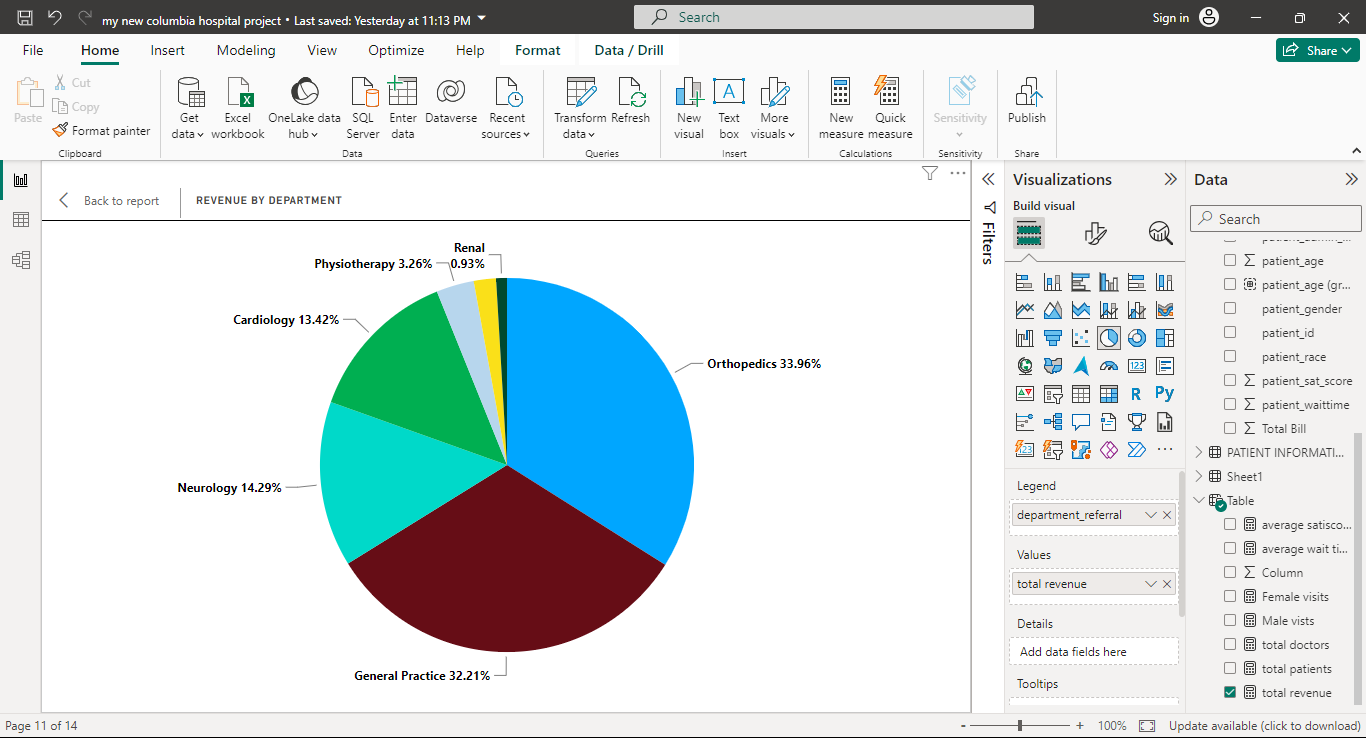 my new columbia hospital project • Last saved: Yesterday at 11:13 PM
Search
Sign in
File
Home
Insert
Modeling
View
Optimize
Help
Format
Data / Drill
Share
Paste
Cut
Copy
Format painter
Clipboard
Get data
Excel workbook
OneLake data hub
SQL Server
Enter data
Dataverse
Recent sources
Data
Transform data
Refresh
Queries
New visual
Text box
More visuals
Insert
New measure
Quick measure
Calculations
Sensitivity
Sensitivity
Publish
Share
Back to report
REVENUE BY DEPARTMENT
Renal
0.93%
Physiotherapy 3.26%
Cardiology 13.42%
Orthopedics 33.96%
Neurology 14.29%
General Practice 32.21%
Filters
Visualizations
Build visual
123
R
Py
123
Legend
department_referral
Values
total revenue
Details
Add data fields here
Tooltips
Data
Search
patient_age
patient_age (gr...
patient_gender
patient_id
patient_race
patient_sat_score
patient_waittime
Total Bill
PATIENT INFORMATI...
Sheet1
Table
average satisco...
average wait ti...
Column
Female visits
Male vists
total doctors
total patients
total revenue
Page 11 of 14
- + 100%
Update available (click to download)